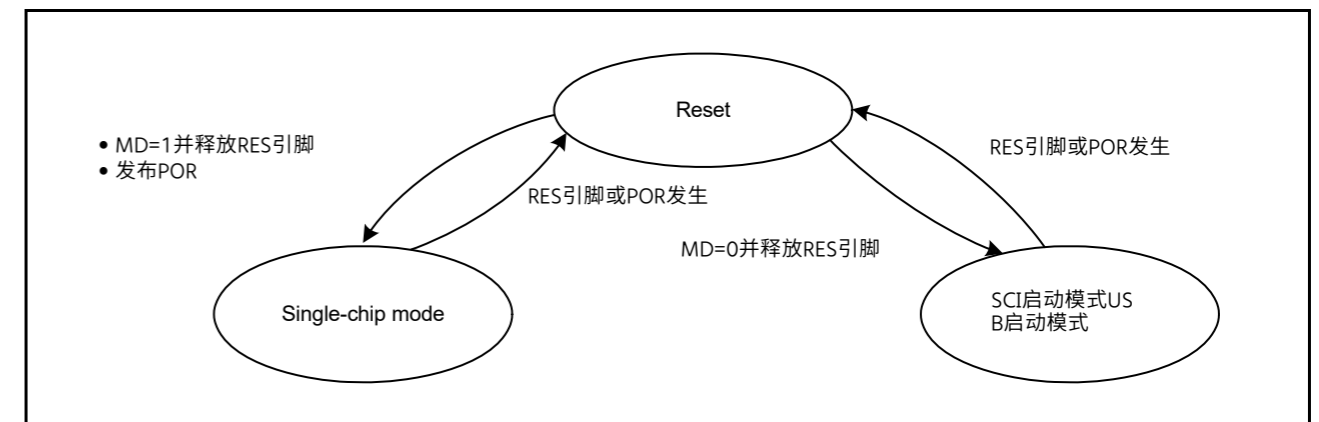 Reset
• MD=1并释放RES引脚
• 发布POR
RES引脚或POR发生
RES引脚或POR发生
MD=0并释放RES引脚
Single-chip mode
SCI启动模式US
B启动模式